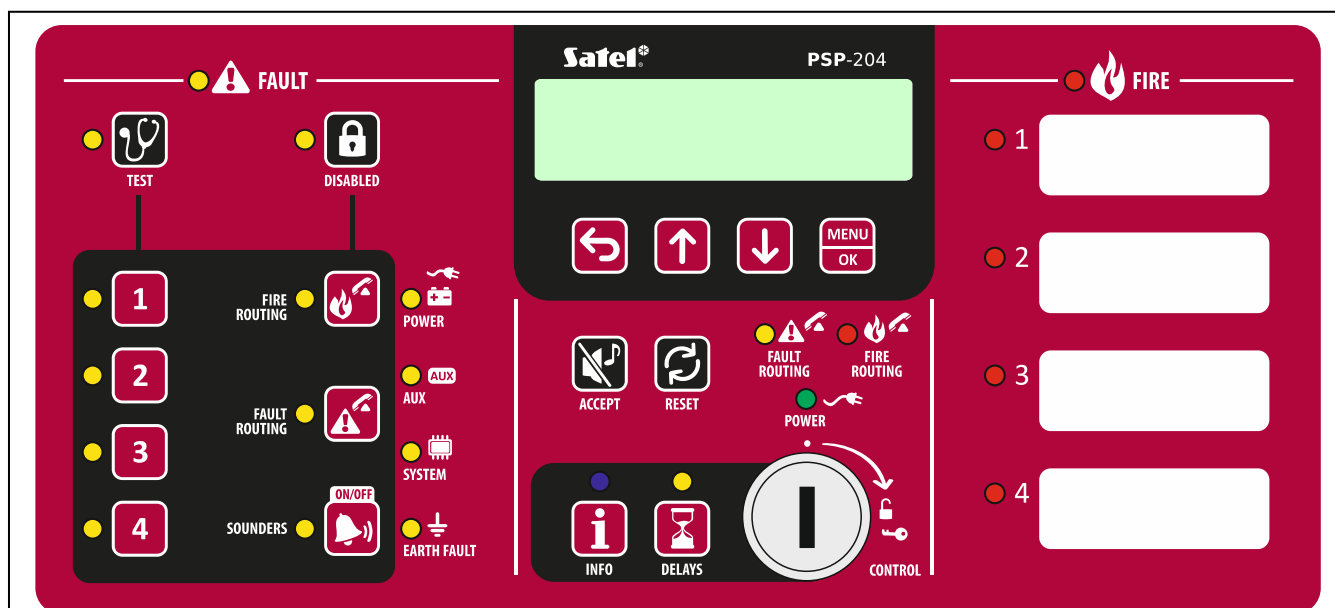 FAULT
TEST
DISABLED
1
2
3
4
FIRE
ROUTING
FAULT
ROUTING
ON/OFF
SOUNDERS
POWER
AUX
AUX
SYSTEM
EARTH FAULT
Satel®
PSP-204
MENU
OK
ACCEPT
RESET
FAULT
ROUTING
FIRE
ROUTING
POWER
i
INFO
DELAYS
CONTROL
FIRE
1
2
3
4